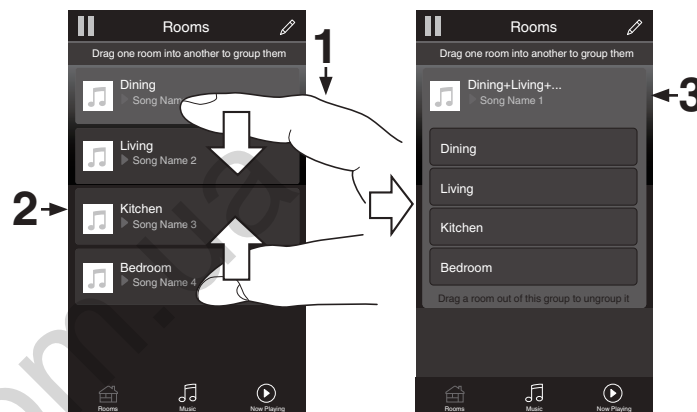 Rooms
Drag one room into another to group them
1
Dining
Song Nam
Living
Song Name 2
2
Kitchen
Song Name 3
Bedroom
Song Name 4
Rooms
Music
Now Playing
Rooms
Drag one room into another to group them
Dining+Living+...
Song Name 1
3
Dining
Living
Kitchen
Bedroom
Drag a room out of this group to ungroup it
Rooms
Music
Now Playing
om.ua